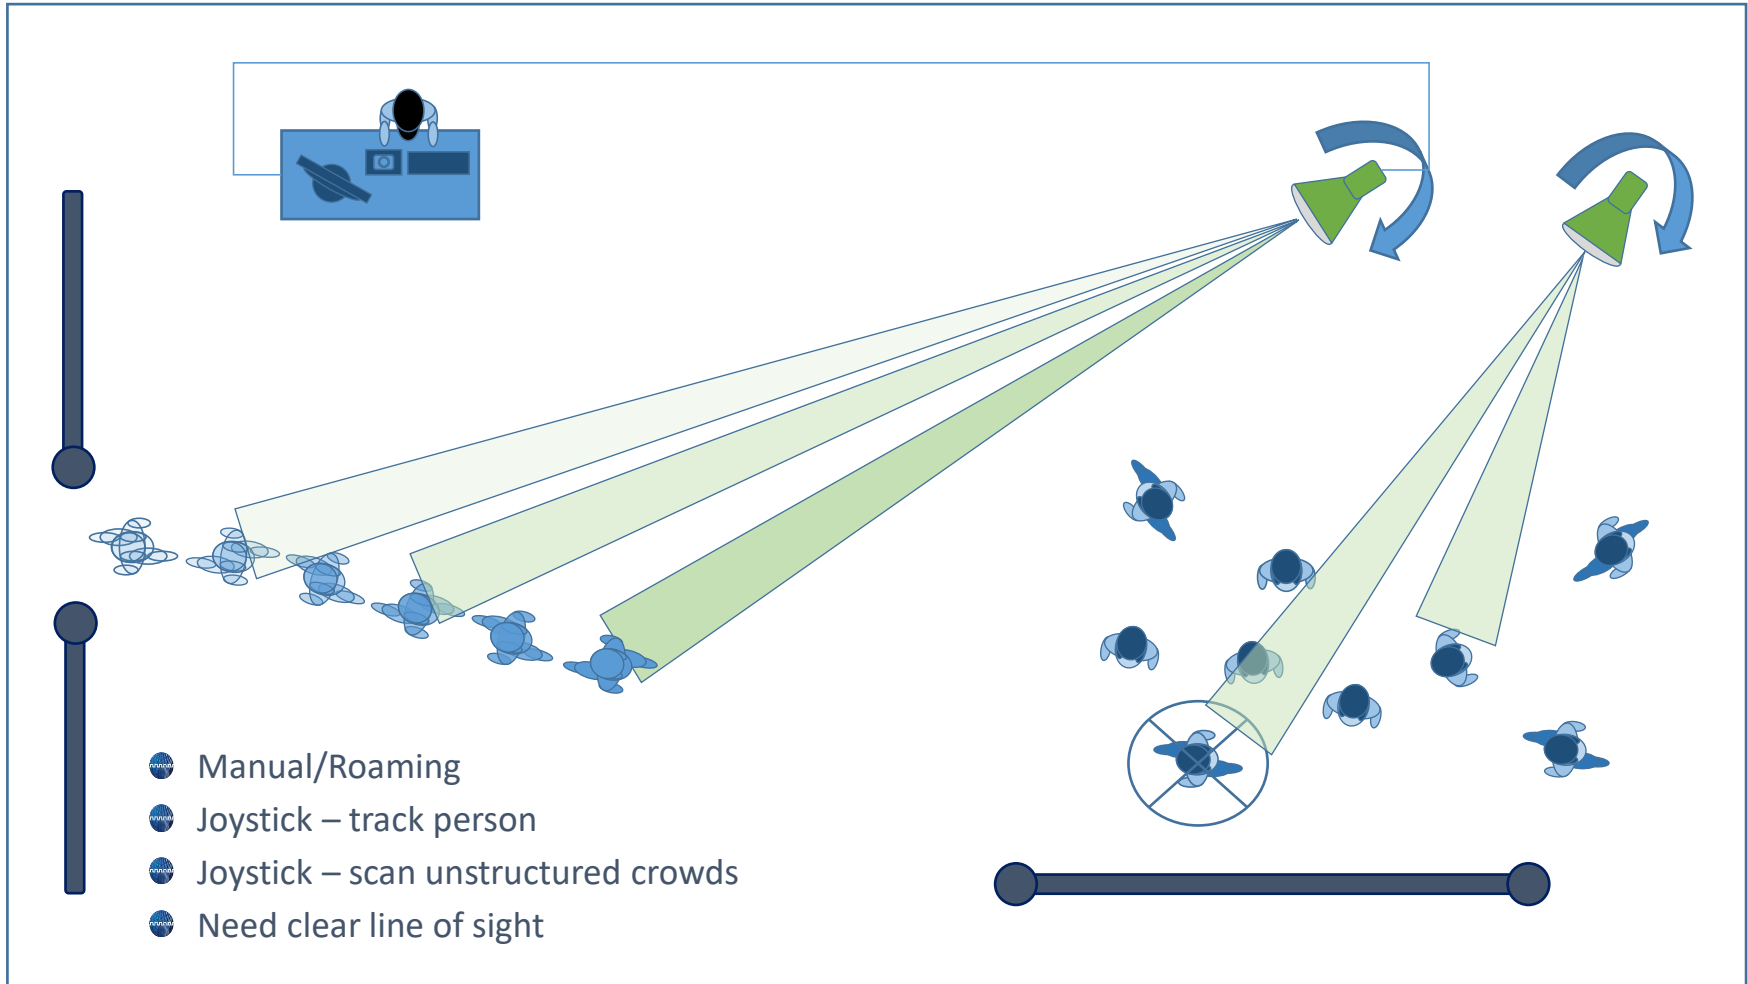 Manual/Roaming
Joystick – track person
Joystick – scan unstructured crowds
Need clear line of sight